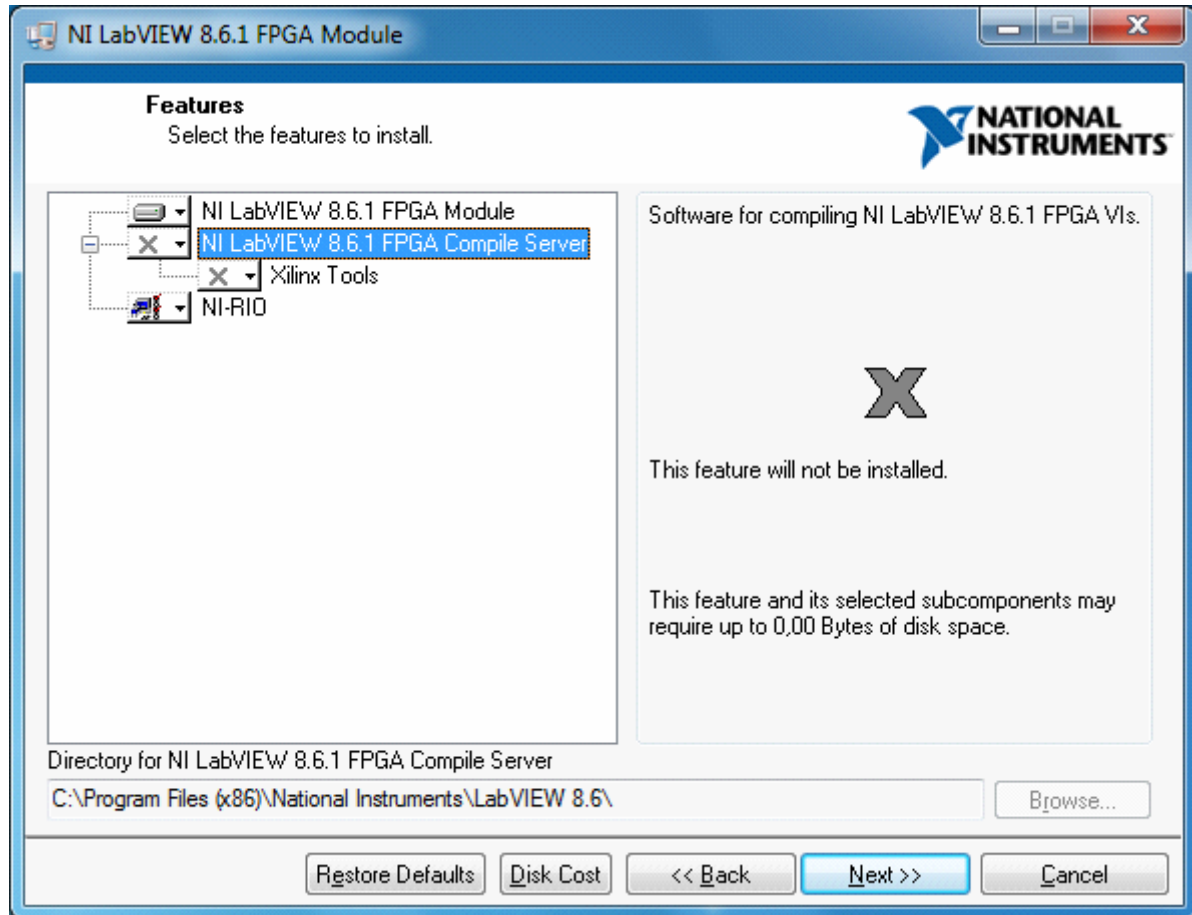 NI LabVIEW 8.6.1 FPGA Module
Features
Select the features to install.
NATIONAL
INSTRUMENTS
NI LabVIEW 8.6.1 FPGA Module
NI LabVIEW 8.6.1 FPGA Compile Server
Xilinx Tools
NI-RIO
Software for compiling NI LabVIEW 8.6.1 FPGA VIs.
This feature will not be installed.
This feature and its selected subcomponents may
require up to 0,00 Bytes of disk space.
Directory for NI LabVIEW 8.6.1 FPGA Compile Server
C:\Program Files (x86)\National Instruments\LabVIEW 8.6\
Browse...
Restore Defaults
Disk Cost
<< Back
Next >>
Cancel